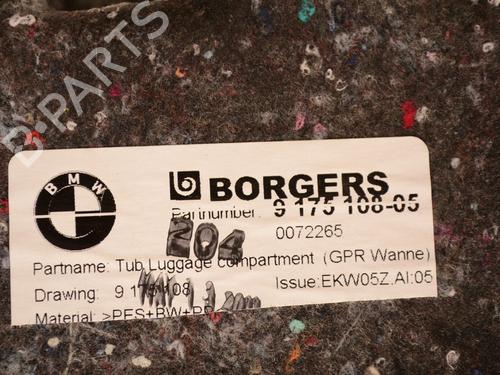 D-PARTS
BMW
BORGERS
Partnumber: 9 175 108-05
204
0072265
Partname: Tub Luggage compartment (GPR Wanne)
Drawing: 9 175 108
Issue:EKW05Z.AI:05
Material: >PES+BW+PP